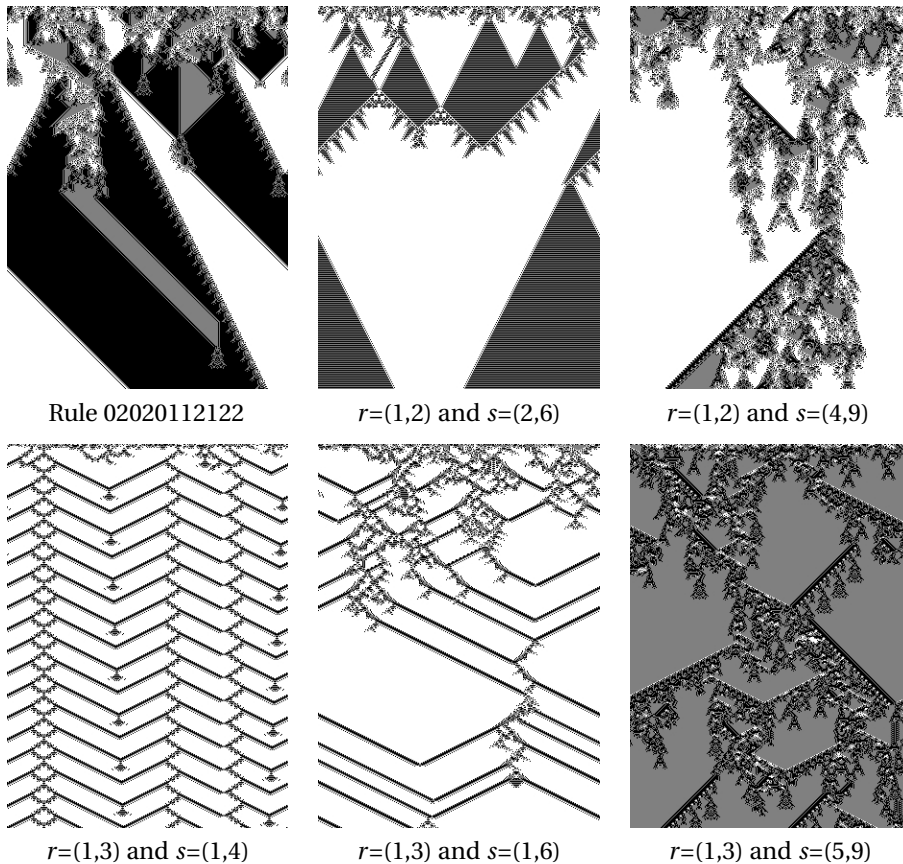 Rule 02020112122
r=(1,2) and s=(2,6)
r=(1,2) and s=(4,9)
r=(1,3) and s=(1,4)
r=(1,3) and s=(1,6)
r=(1,3) and s=(5,9)